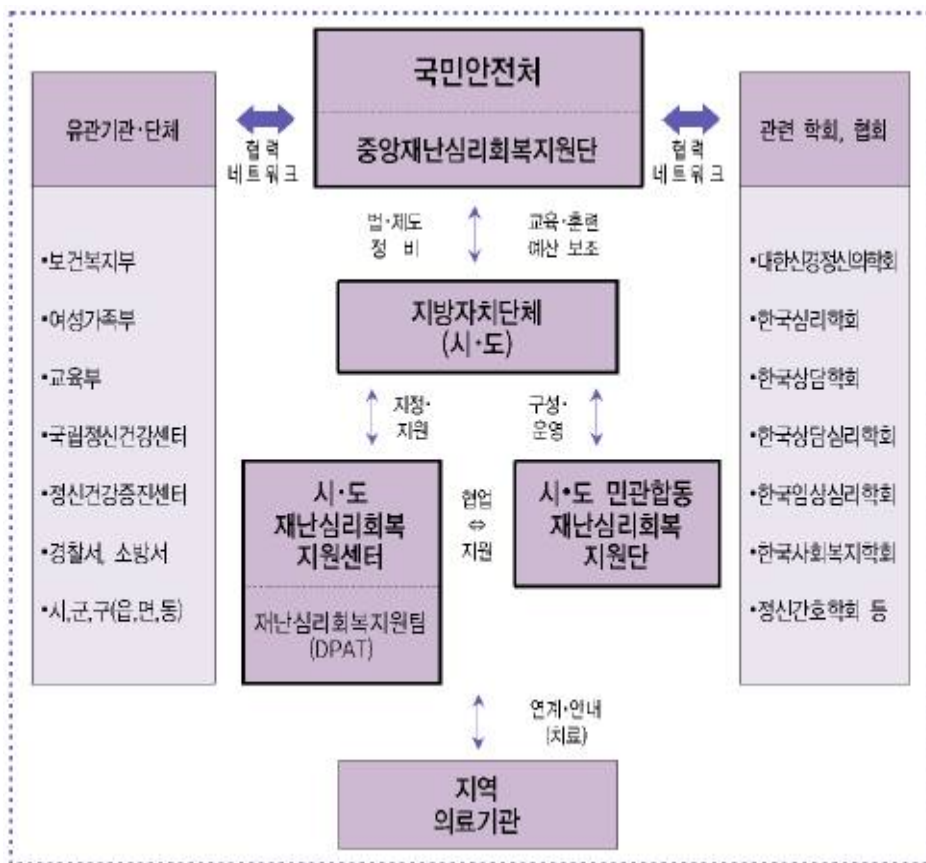 국민안전처
중앙재난심리회복지원단
유관기관·단체
협 력
네 트 워 크
협 력
네 트 워 크
관련 학회, 협회
•보건복지부
•여성가족부
•교육부
•국립정신건강센터
•정신건강증진센터
•경찰서, 소방서
•시,군,구(읍,면,동)
법·제도
정 비
교육·훈련
예산 보조
지방자치단체
(시·도)
지정·
지원
구성·
운영
시·도
재난심리회복
지원센터
재난심리회복지원팀
(DPAT)
협업
⇔
지원
시•도 민관합동
재난심리회복
지원단
연계·안내
(치료)
지역
의료기관
•대한신경정신의학회
•한국심리학회
•한국상담학회
•한국상담심리학회
•한국임상심리학회
•한국사회복지학회
•정신간호학회 등